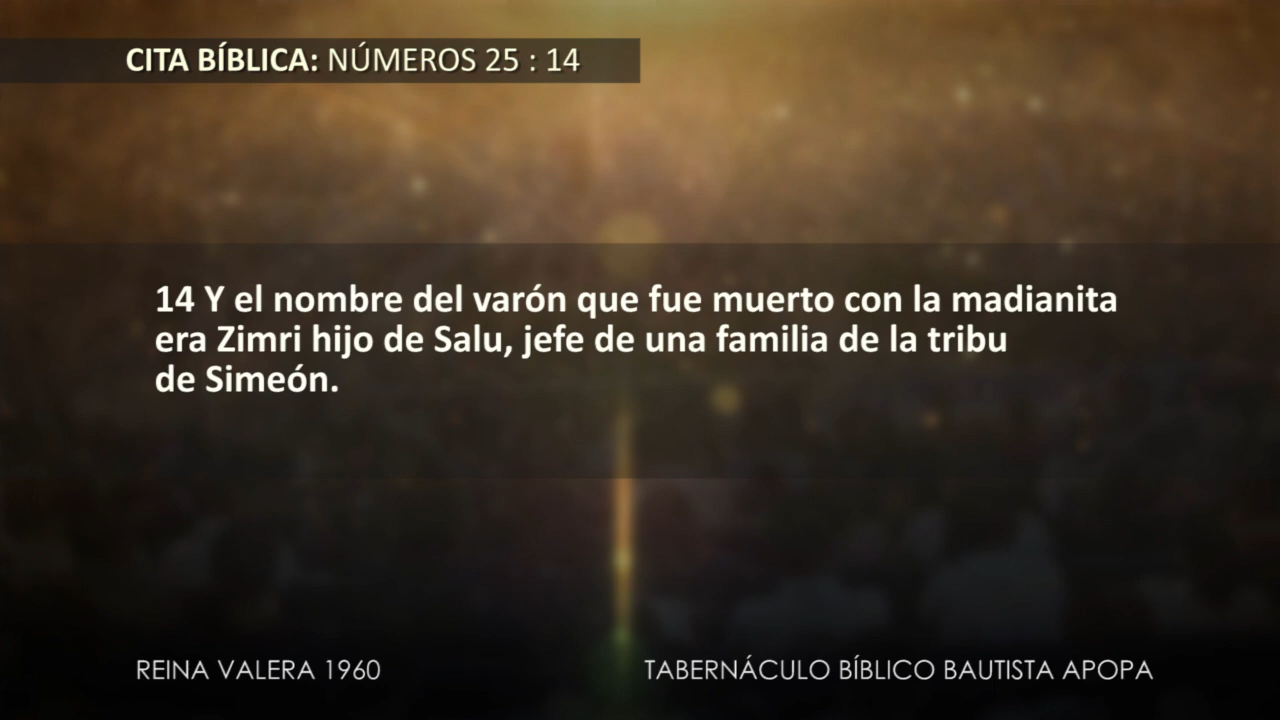 CITA BÍBLICA: NÚMEROS 25 : 14
14 Y el nombre del varón que fue muerto con la madianita
era Zimri hijo de Salu, jefe de una familia de la tribu
de Simeón.
REINA VALERA 1960
TABERNÁCULO BÍBLICO BAUTISTA APOPA